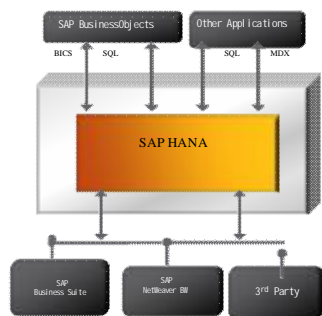 SAP BusinessObjects
Other Applications
BICS SQL SQL MDX
SAP HANA
SAP
Business Suite
SAP
NetWeaver BW
3rd Party